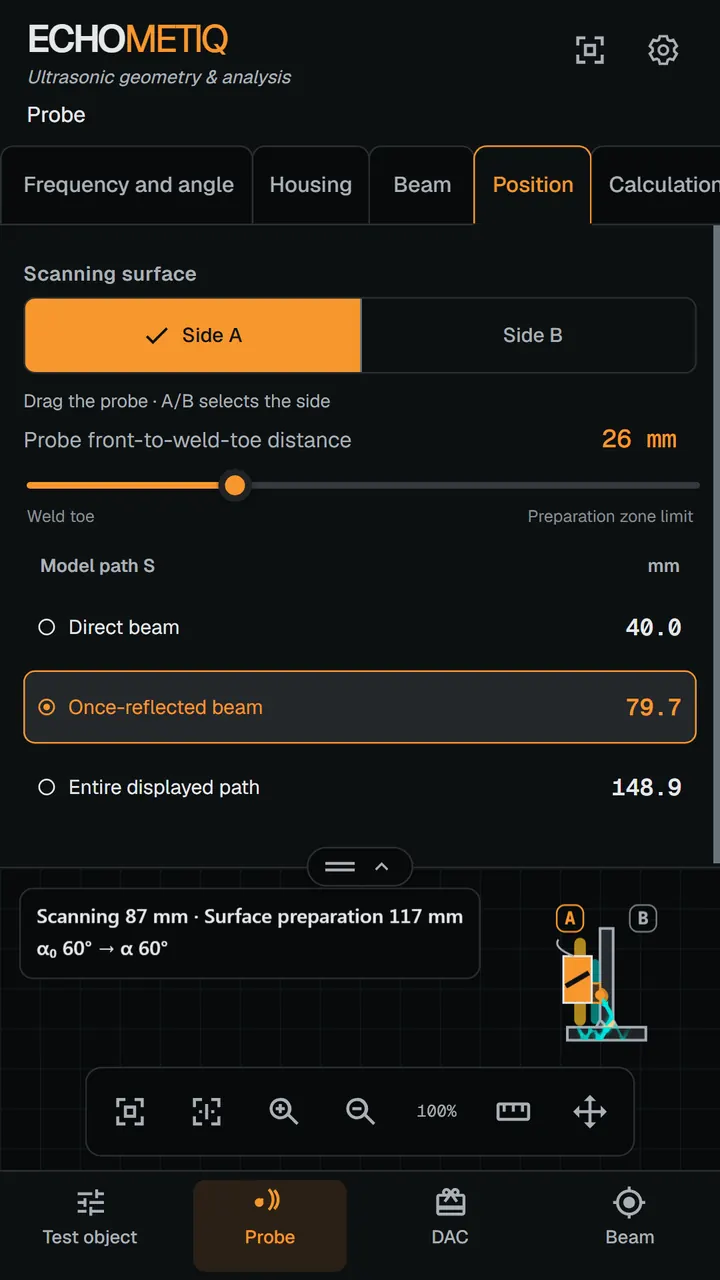 ECHOMETIQ
Ultrasonic geometry & analysis
Probe
Frequency and angle Housing Beam Position Calculation
Scanning surface
Side A Side B
Drag the probe · A/B selects the side
Probe front-to-weld-toe distance 26 mm
Weld toe Preparation zone limit
Model path S mm
Direct beam 40.0
Once-reflected beam 79.7
Entire displayed path 148.9
Scanning 87 mm · Surface preparation 117 mm
α₀ 60° → α 60°
A B
100%
Test object Probe DAC Beam